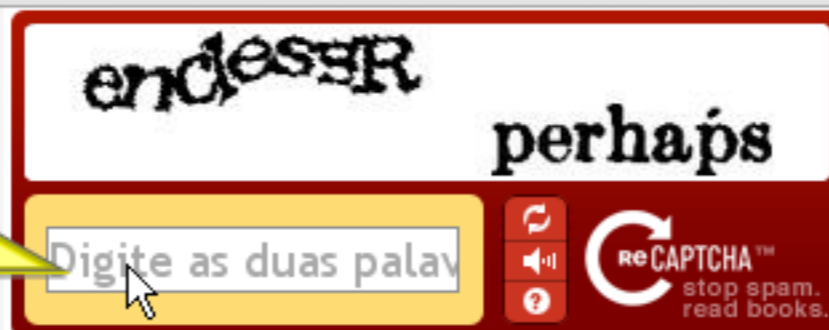 perhaps
Digite as duas palav
?
ReCAPTCHA™
stop spam.
read books.